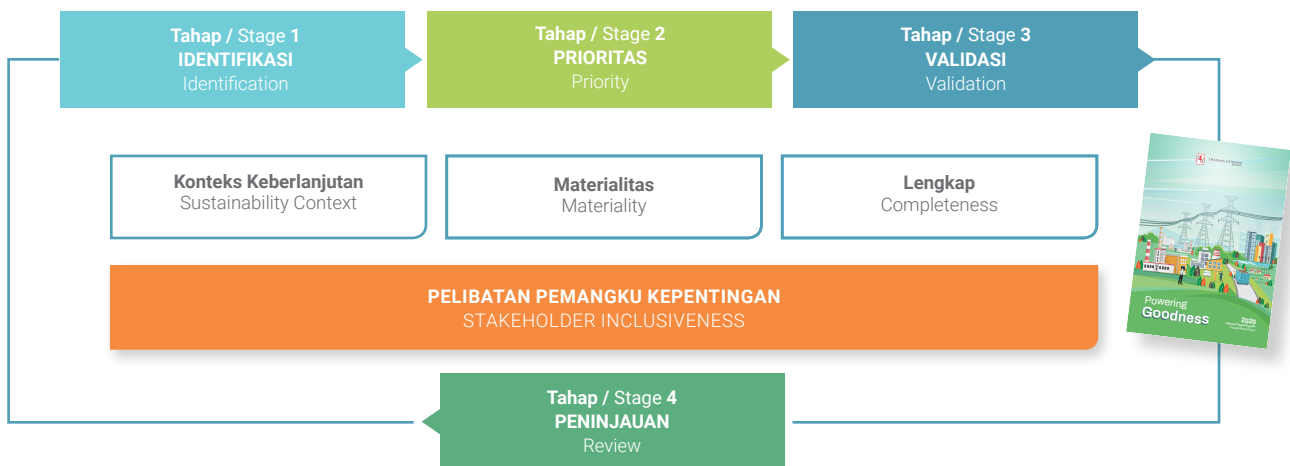 Tahap / Stage 1
IDENTIFIKASI
Identification
Tahap / Stage 2
PRIORITAS
Priority
Tahap / Stage 3
VALIDASI
Validation
Konteks Keberlanjutan
Sustainability Context
Materialitas
Materiality
Lengkap
Completeness
PELIBATAN PEMANGKU KEPENTINGAN
STAKEHOLDER INCLUSIVENESS
Powering
Goodness
2020
Tahap / Stage 4
PENINJAUAN
Review